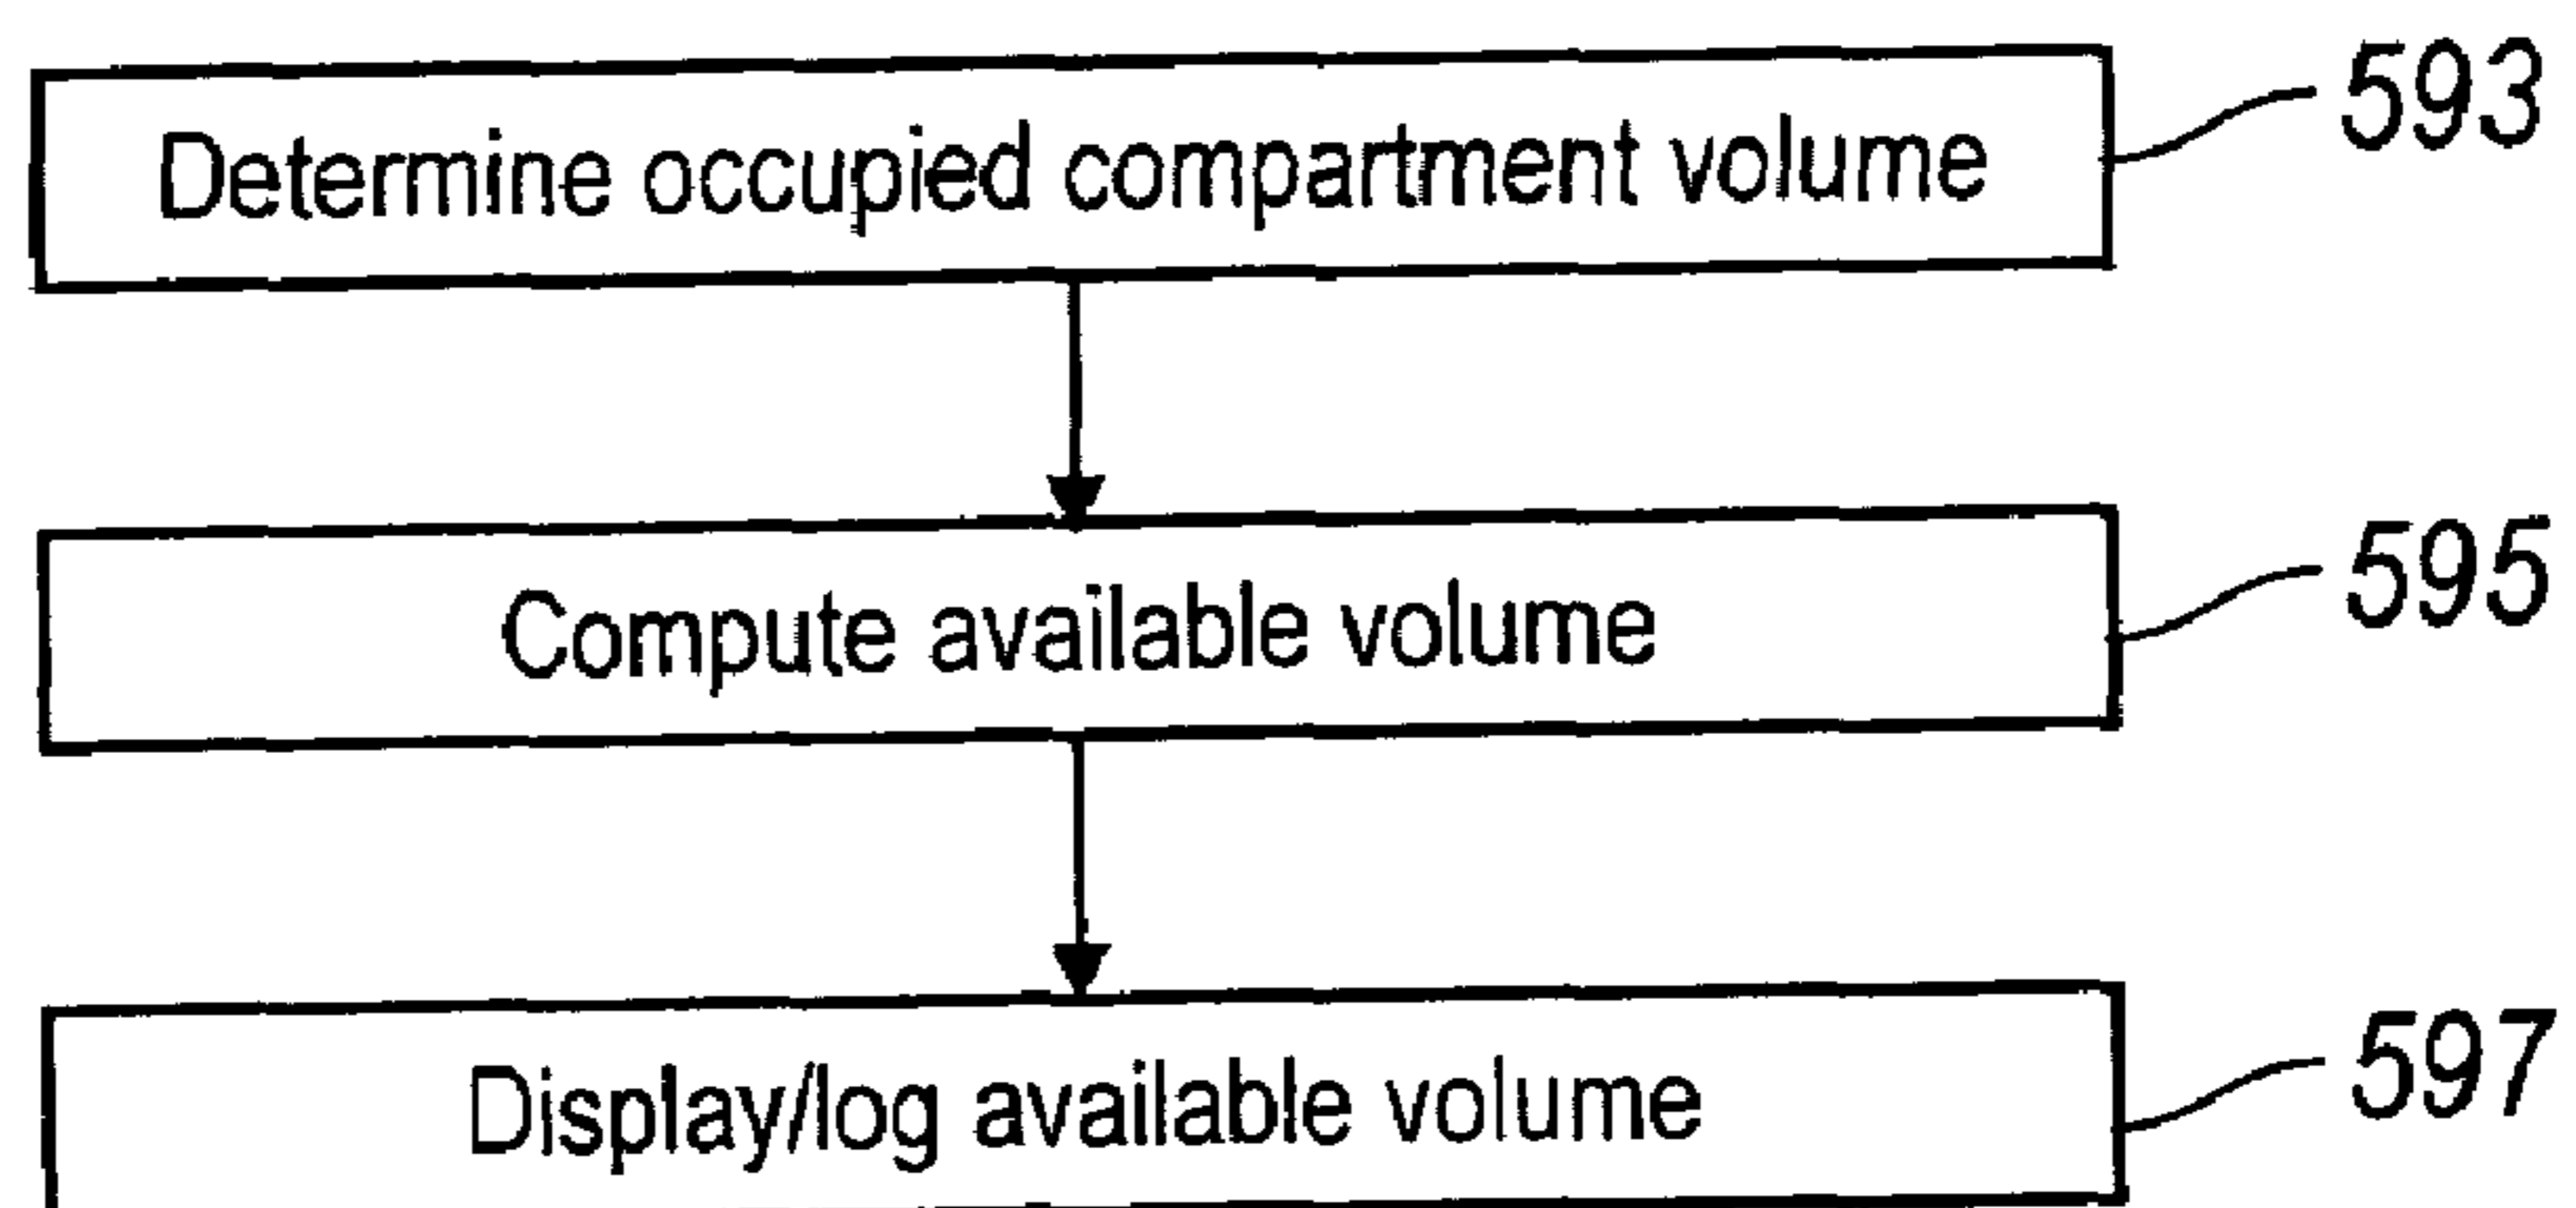 Determine occupied compartment volume
593
Compute available volume
595
Display/log available volume
597